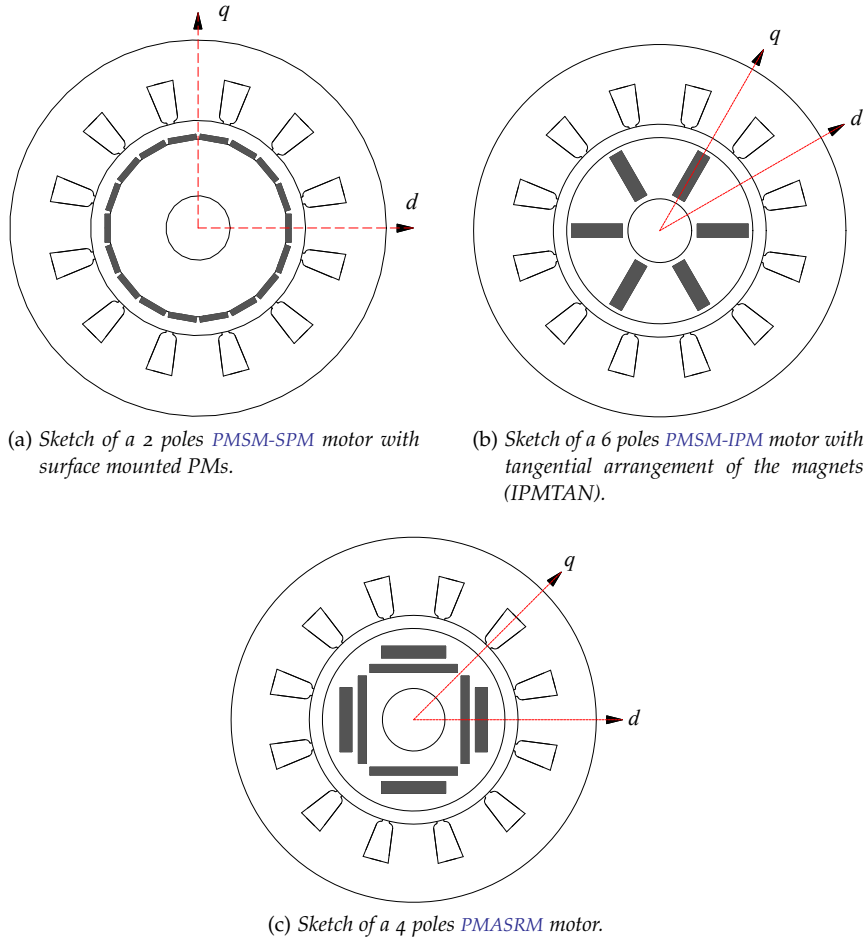 q
d
q
d
(a) Sketch of a 2 poles PMSM-SPM motor with
surface mounted PMs.
(b) Sketch of a 6 poles PMSM-IPM motor with
tangential arrangement of the magnets
(IPMTAN).
q
d
(c) Sketch of a 4 poles PMASRM motor.